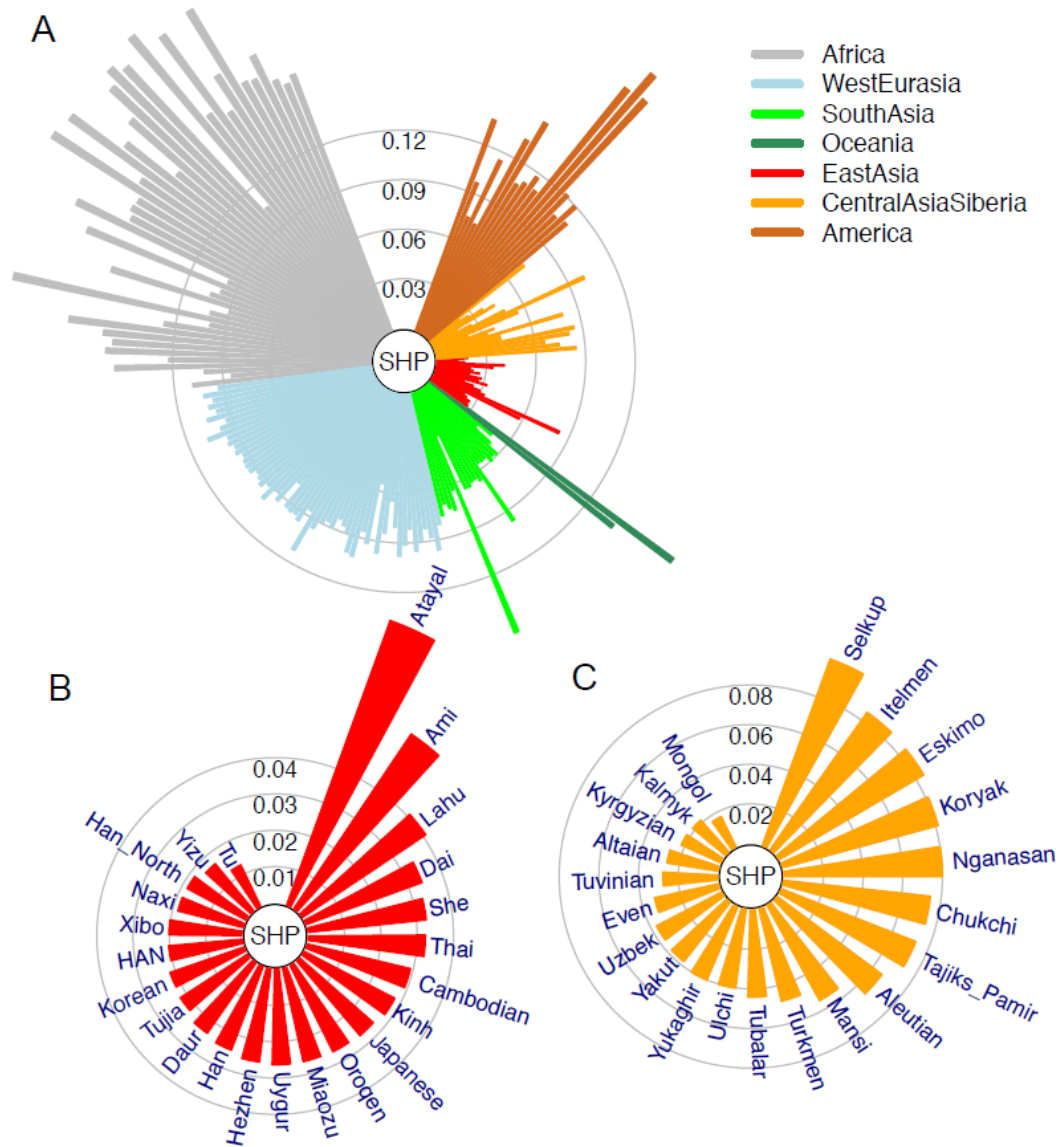 A
Africa
WestEurasia
SouthAsia
Oceania
EastAsia
CentralAsiaSiberia
America
0.12
0.09
0.06
0.03
SHP
B
Atayal
Ami
Lahu
Dai
She
Thai
Cambodian
Kinh
Japanese
Oroqen
Miaozu
Uygur
Hezhen
Han
Daur
Tujia
Korean
HAN
Xibo
Naxi
Han_North
Yizu
Tu
0.04
0.03
0.02
0.01
SHP
C
Selkup
Itelmen
Eskimo
Koryak
Nganasan
Chukchi
Tajiks_Pamir
Aleutian
Mansi
Turkmen
Tubalar
Ulchi
Yukaghir
Yakut
Uzbek
Even
Tuvinian
Altaian
Kyrgyzian
Kalmyk
Mongol
0.08
0.06
0.04
0.02
SHP